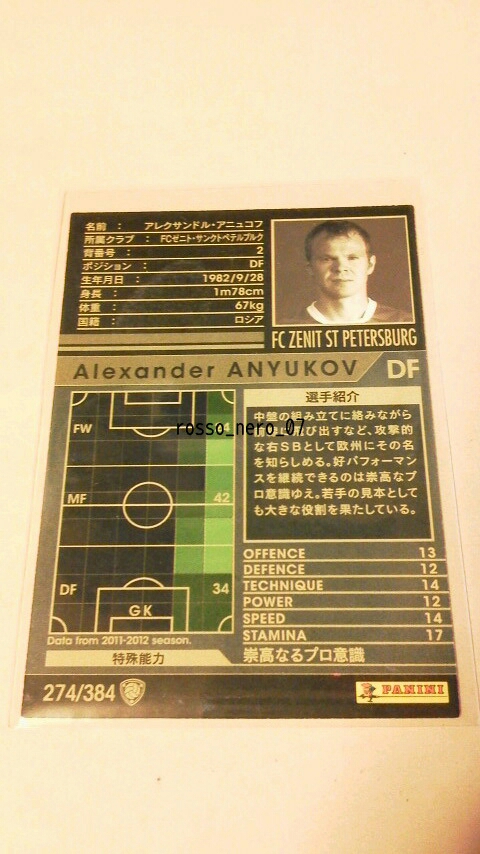 名前 : アレクサンドル・アニュコフ
所属クラブ : FCゼニト・サンクトペテルブルク
背番号 : 2
ポジション : DF
生年月日 : 1982/9/28
身長 : 1m78cm
体重 : 67kg
国籍 : ロシア
FC ZENIT ST PETERSBURG
Alexander ANYUKOV DF
選手紹介
中盤の組み立てに絡みながら
び出すなど、攻撃的
な右SBとして欧州にその名
を知らしめる。好パフォーマン
スを継続できるのは崇高なプ
ロ意識ゆえ。若手の見本として
も大きな役割を果たしている。
FW 4
rosso_nero_07
MF 42
DF 34
GK
Data from 2011-2012 season.
OFFENCE 13
DEFENCE 12
TECHNIQUE 14
POWER 12
SPEED 14
STAMINA 17
特殊能力 崇高なるプロ意識
274/384
PANINI